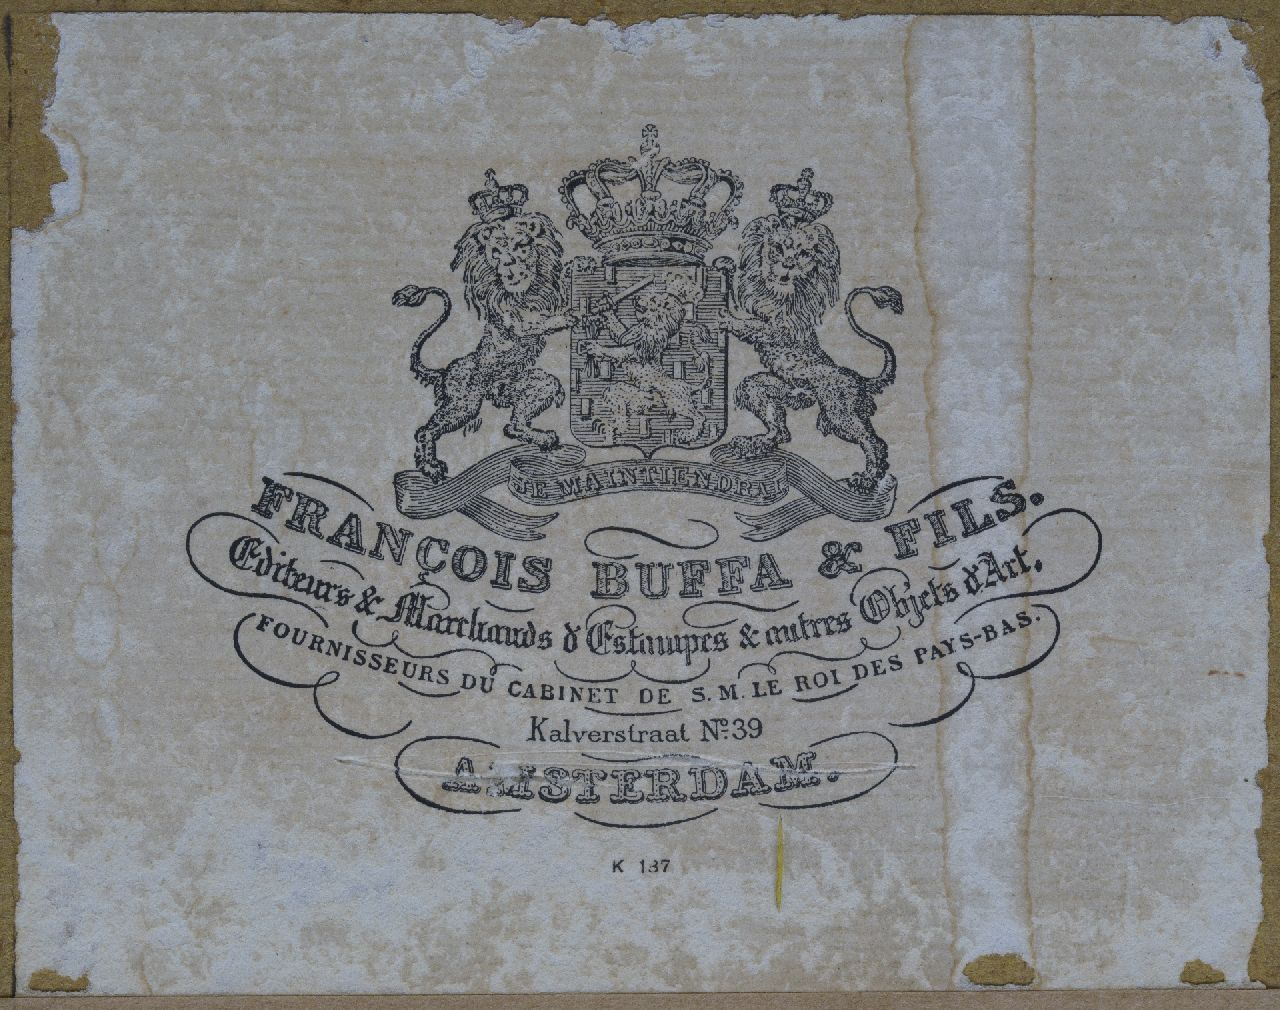 JE MAINTIENDRAI
FRANÇOIS BUFFA & FILS.
Editeurs & Marchands d'Estampes & autres Objets d'Art.
FOURNISSEURS DU CABINET DE S. M. LE ROI DES PAYS-BAS.
Kalverstraat No. 39
AMSTERDAM.
K 137